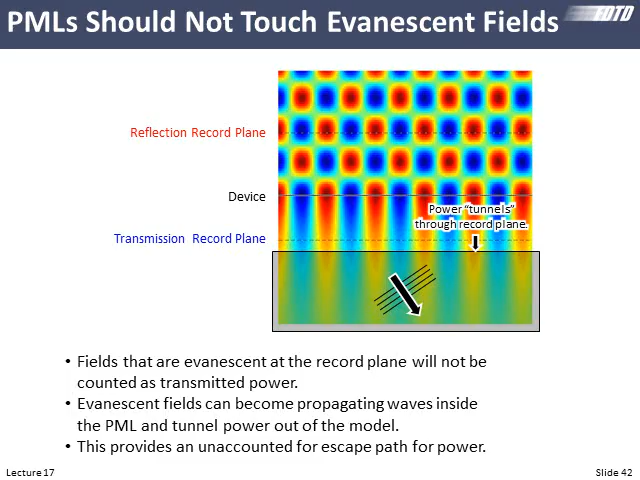 PMLs Should Not Touch Evanescent Fields
FDTD
Reflection Record Plane
Device
Power “tunnels”
through record plane.
Transmission Record Plane
• Fields that are evanescent at the record plane will not be
counted as transmitted power.
• Evanescent fields can become propagating waves inside
the PML and tunnel power out of the model.
• This provides an unaccounted for escape path for power.
Lecture 17
Slide 42